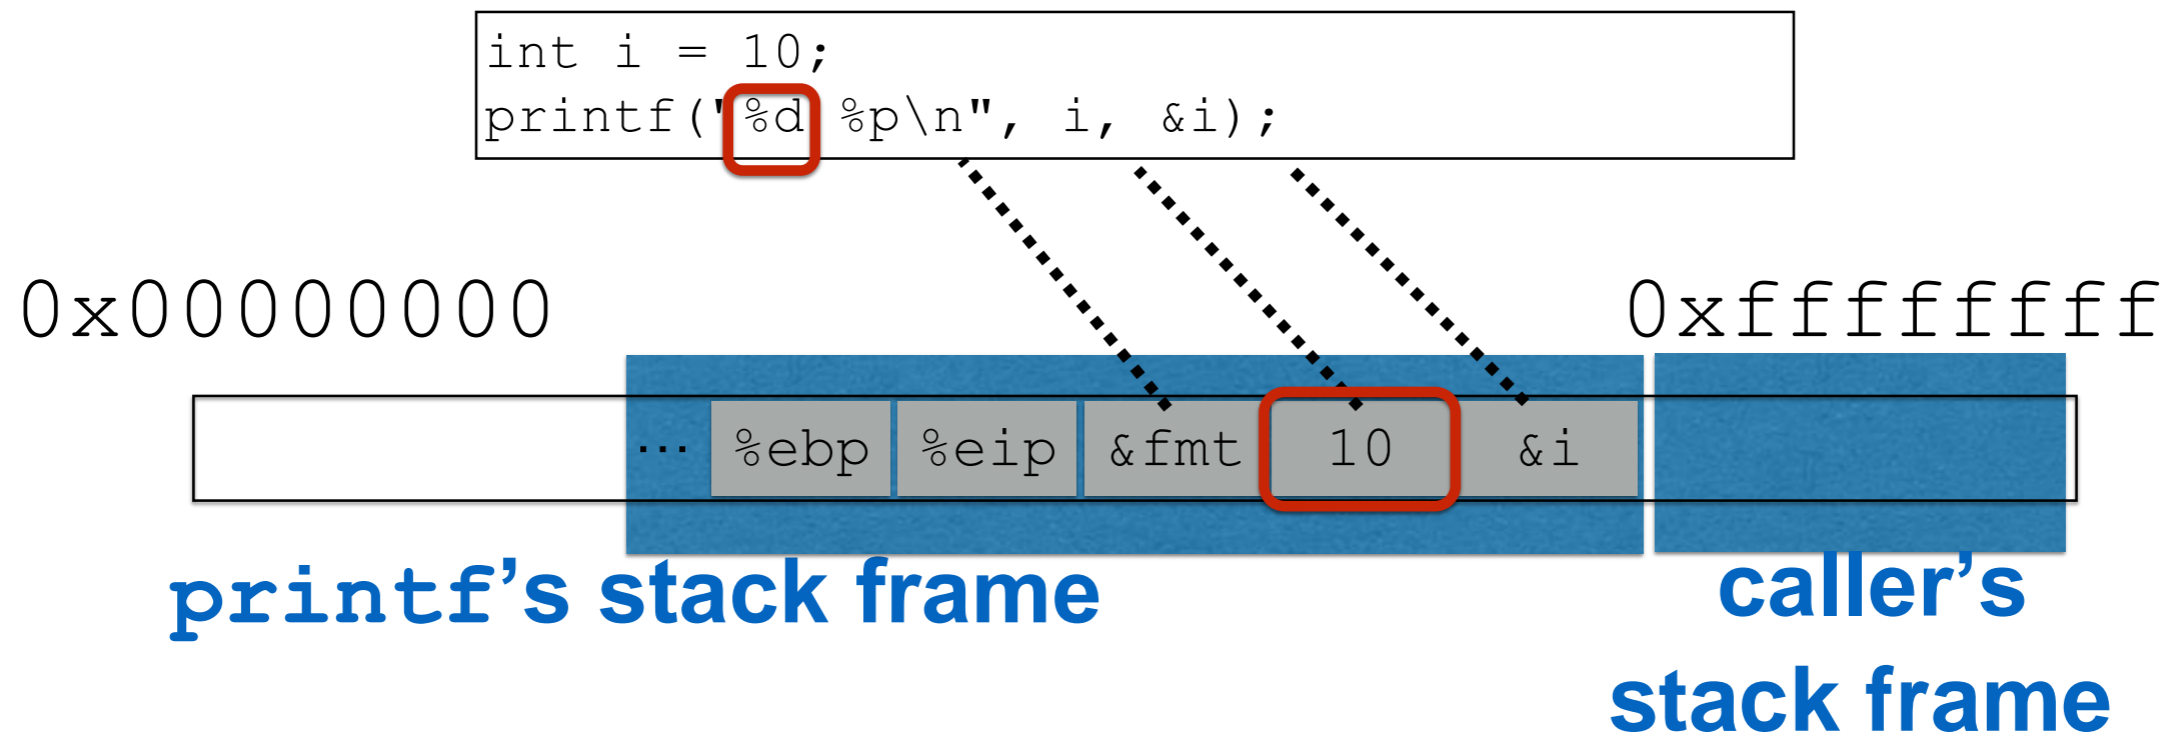 int i = 10;
printf("%d %p\n", i, &i);
0x00000000 0xffffffff
... %ebp %eip &fmt 10 &i
printf's stack frame
caller's
stack frame